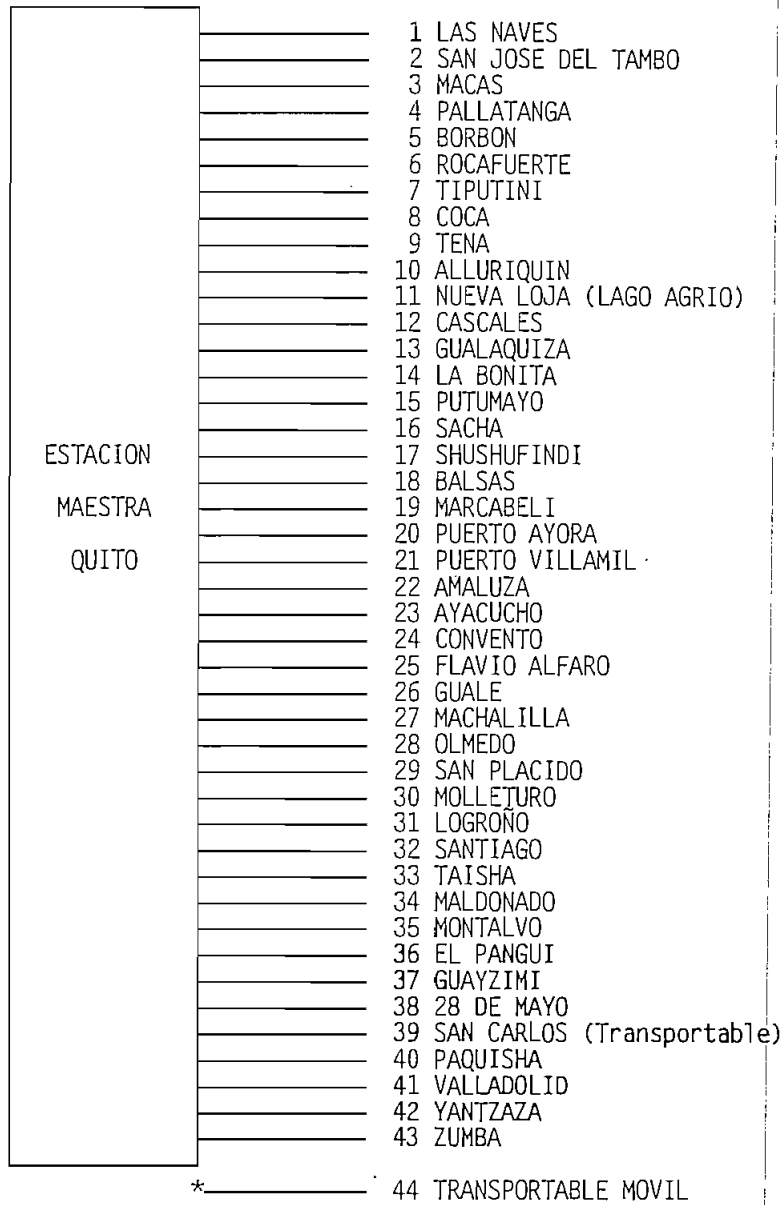 1 LAS NAVES
2 SAN JOSE DEL TAMBO
3 MACAS
4 PALLATANGA
5 BORBON
6 ROCAFUERTE
7 TIPUTINI
8 COCA
9 TENA
10 ALLURIQUIN
11 NUEVA LOJA (LAGO AGRIO)
12 CASCALES
13 GUALAQUIZA
14 LA BONITA
15 PUTUMAYO
16 SACHA
ESTACION
MAESTRA
QUITO
17 SHUSHUFINDI
18 BALSAS
19 MARCABELI
20 PUERTO AYORA
21 PUERTO VILLAMIL
22 AMALUZA
23 AYACUCHO
24 CONVENTO
25 FLAVIO ALFARO
26 GUALE
27 MACHALILLA
28 OLMEDO
29 SAN PLACIDO
30 MOLLETURO
31 LOGROÑO
32 SANTIAGO
33 TAISHA
34 MALDONADO
35 MONTALVO
36 EL PANGUI
37 GUAYZIMI
38 28 DE MAYO
39 SAN CARLOS (Transportable)
40 PAQUISHA
41 VALLADOLID
42 YANTZAZA
43 ZUMBA
* 44 TRANSPORTABLE MOVIL